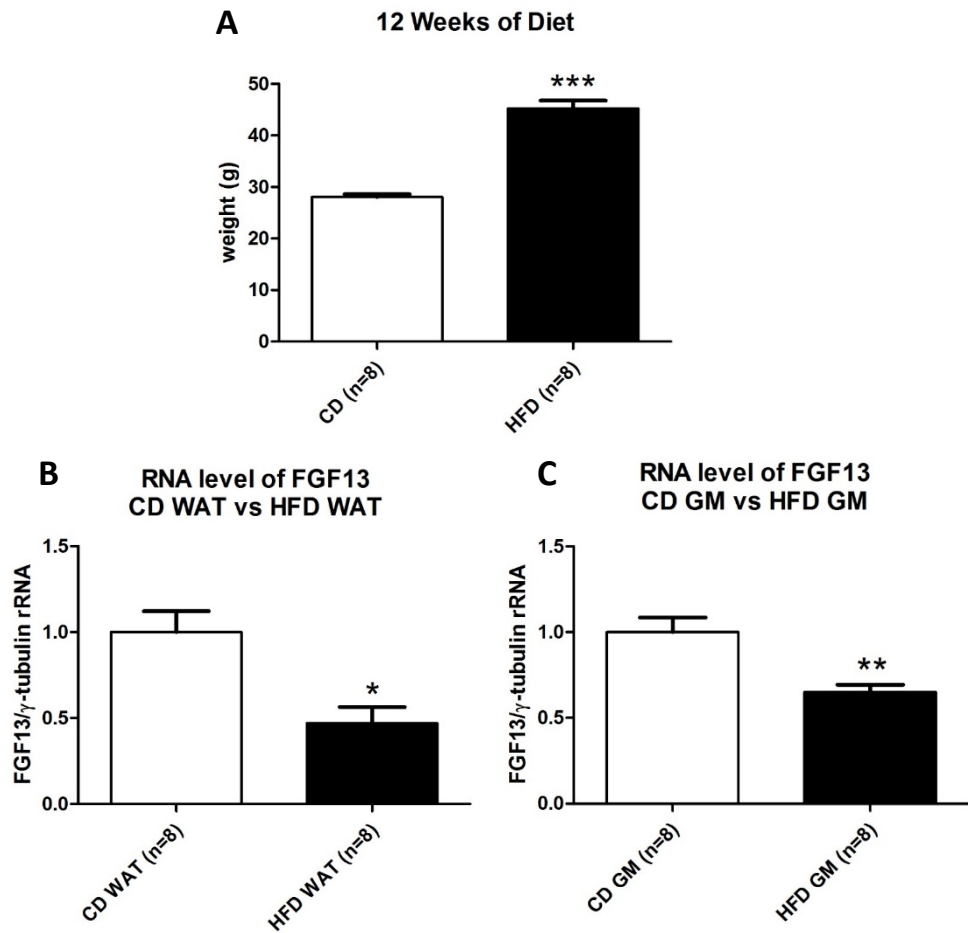 A
12 Weeks of Diet
weight (g)
50
40
30
20
10
0
***
CD (n=8)
HFD (n=8)
B
RNA level of FGF13
CD WAT vs HFD WAT
FGF13/γ-tubulin rRNA
1.5
1.0
0.5
0.0
*
CD WAT (n=8)
HFD WAT (n=8)
C
RNA level of FGF13
CD GM vs HFD GM
FGF13/γ-tubulin rRNA
1.5
1.0
0.5
0.0
**
CD GM (n=8)
HFD GM (n=8)